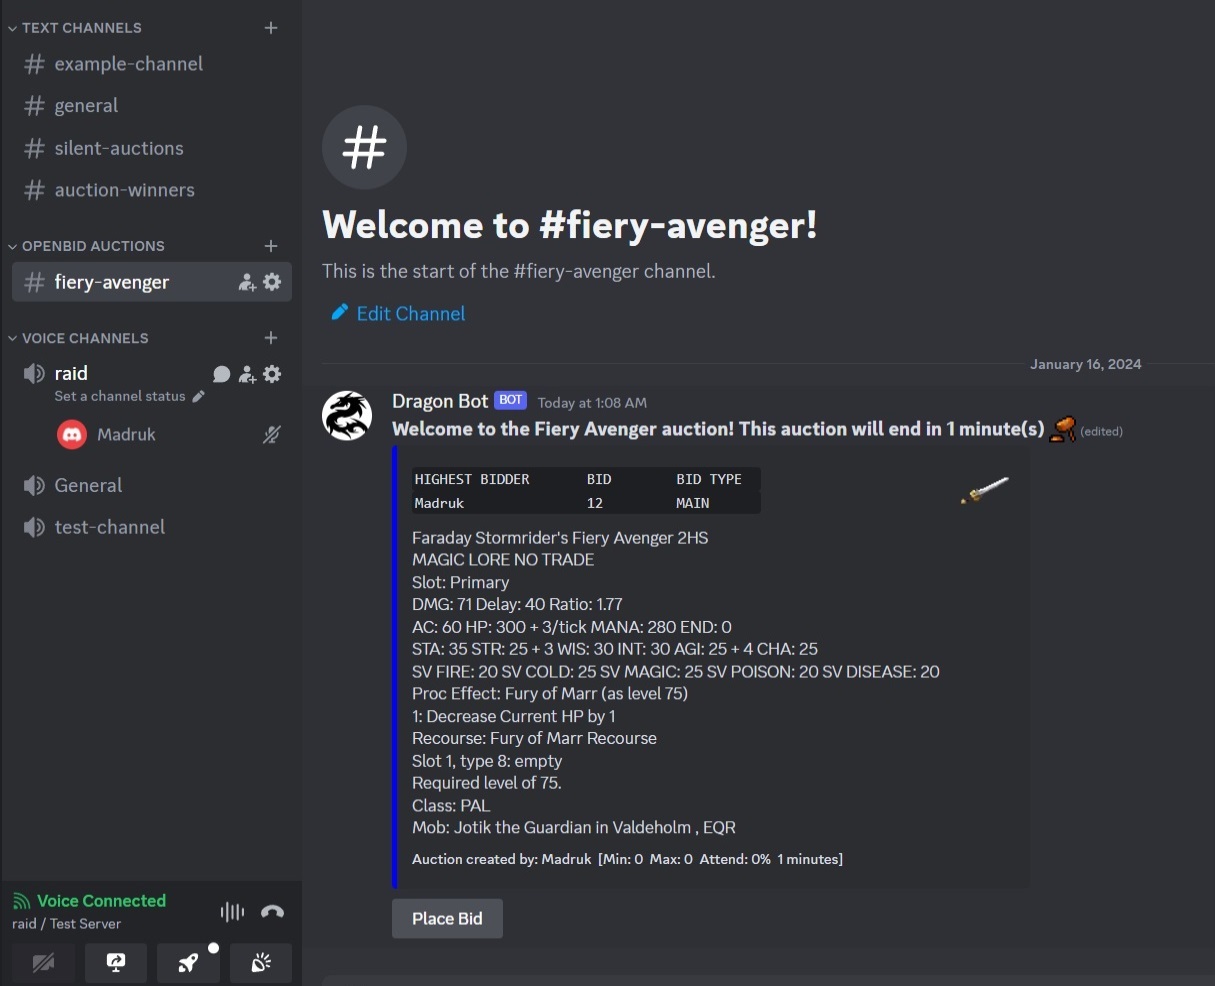 TEXT CHANNELS
example-channel
general
silent-auctions
auction-winners
OPENBID AUCTIONS
fiery-avenger
VOICE CHANNELS
raid
Set a channel status
Madruk
General
test-channel
Voice Connected
raid / Test Server
Welcome to #fiery-avenger!
This is the start of the #fiery-avenger channel.
Edit Channel
January 16, 2024
Dragon Bot BOT Today at 1:08 AM
Welcome to the Fiery Avenger auction! This auction will end in 1 minute(s) (edited)
HIGHEST BIDDER BID BID TYPE
Madruk 12 MAIN
Faraday Stormrider's Fiery Avenger 2HS
MAGIC LORE NO TRADE
Slot: Primary
DMG: 71 Delay: 40 Ratio: 1.77
AC: 60 HP: 300 + 3/tick MANA: 280 END: 0
STA: 35 STR: 25 + 3 WIS: 30 INT: 30 AGI: 25 + 4 CHA: 25
SV FIRE: 20 SV COLD: 25 SV MAGIC: 25 SV POISON: 20 SV DISEASE: 20
Proc Effect: Fury of Marr (as level 75)
1: Decrease Current HP by 1
Recourse: Fury of Marr Recourse
Slot 1, type 8: empty
Required level of 75.
Class: PAL
Mob: Jotik the Guardian in Valdeholm , EQR
Auction created by: Madruk [Min: 0 Max: 0 Attend: 0% 1 minutes]
Place Bid